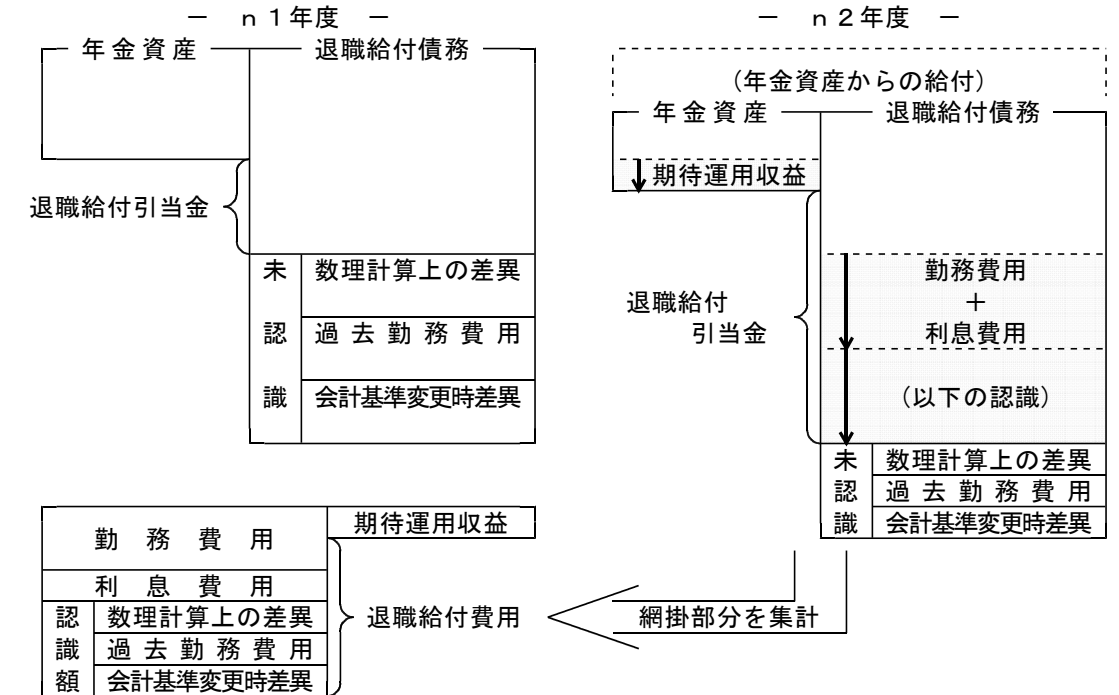 － ｎ１年度 －
年金資産
退職給付債務
退職給付引当金
未 数理計算上の差異
認 過去勤務費用
識 会計基準変更時差異
－ ｎ２年度 －
（年金資産からの給付）
年金資産
退職給付債務
期待運用収益
勤務費用
＋
利息費用
退職給付
引当金
（以下の認識）
未 数理計算上の差異
認 過去勤務費用
識 会計基準変更時差異
勤務費用
期待運用収益
利息費用
認 数理計算上の差異
識 過去勤務費用
額 会計基準変更時差異
退職給付費用
網掛部分を集計